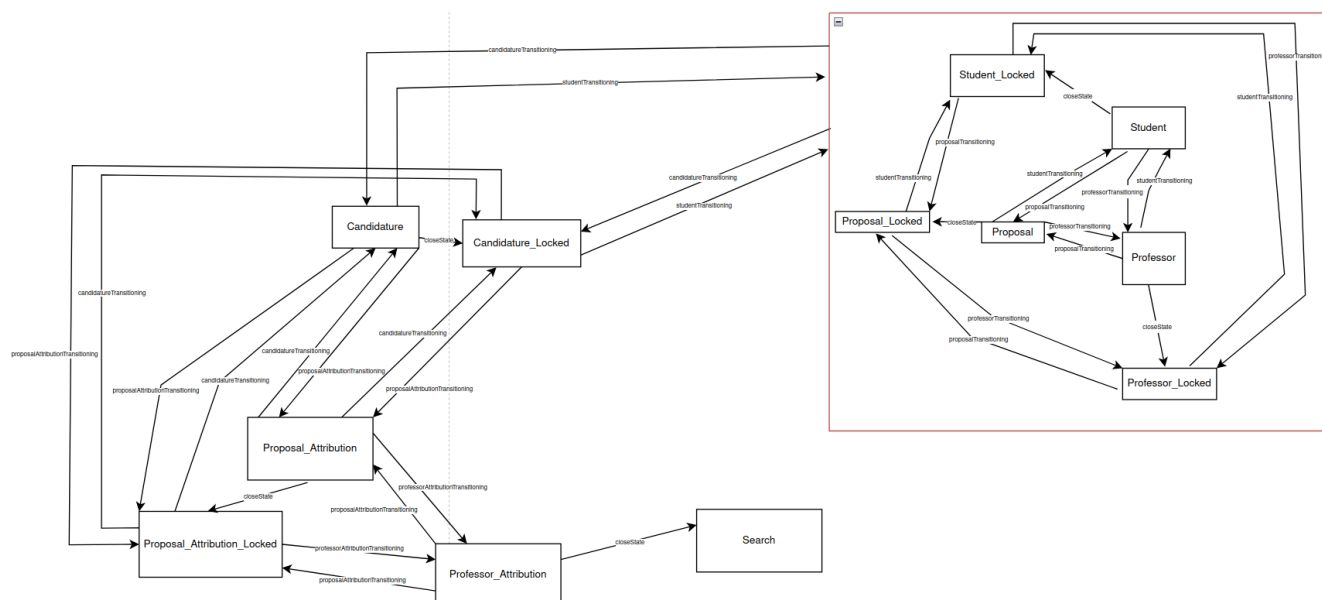 candidatureTransitioning
professorTransitionin
Student_Locked
studentTransitioning
closeState
studentTransitioning
Student
proposalTransitioning
candidatureTransitioning
studentTransitioning
studentTransitioning
professorTransitioning
studentTransitioning
studentTransitioning
proposalTransitioning
Proposal_Locked
closeState
Proposal
professorTransitioning
Candidature
closeState
Candidature_Locked
proposalTransitioning
Professor
candidatureTransitioning
professorTransitioning
closeState
candidatureTransitioning
proposalTransitioning
proposalAttributionTransitioning
candidatureTransitioning
proposalAttributionTransitioning
candidatureTransitioning
proposalAttributionTransitioning
proposalAttributionTransitioning
Professor_Locked
Proposal_Attribution
professorAttributionTransitioning
closeState
proposalAttributionTransitioning
Proposal_Attribution_Locked
professorAttributionTransitioning
closeState
Search
proposalAttributionTransitioning
Professor_Attribution